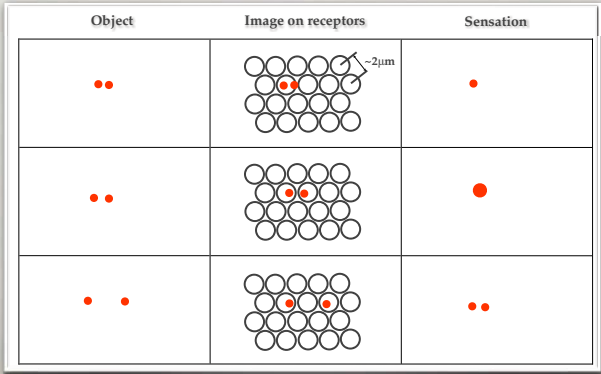 Object
Image on receptors
Sensation
~2μm